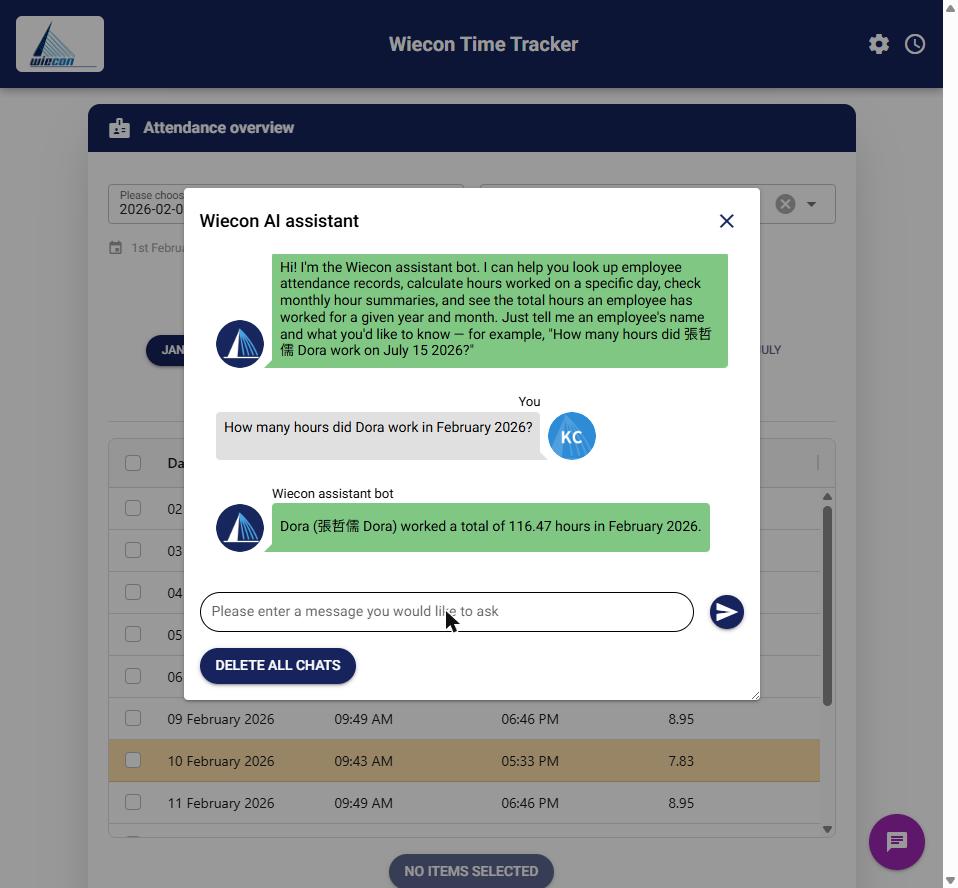 wiecon
Wiecon Time Tracker
Attendance overview
Please choos
2026-02-0
1st Februa
JAN
ULY
Wiecon AI assistant
Hi! I'm the Wiecon assistant bot. I can help you look up employee
attendance records, calculate hours worked on a specific day, check
monthly hour summaries, and see the total hours an employee has
worked for a given year and month. Just tell me an employee's name
and what you'd like to know — for example, "How many hours did 張哲
儒 Dora work on July 15 2026?"
You
How many hours did Dora work in February 2026?
KC
Wiecon assistant bot
Dora (張哲儒 Dora) worked a total of 116.47 hours in February 2026.
Please enter a message you would like to ask
DELETE ALL CHATS
Da
02
03
04
05
06
09 February 2026 09:49 AM 06:46 PM 8.95
10 February 2026 09:43 AM 05:33 PM 7.83
11 February 2026 09:49 AM 06:46 PM 8.95
NO ITEMS SELECTED